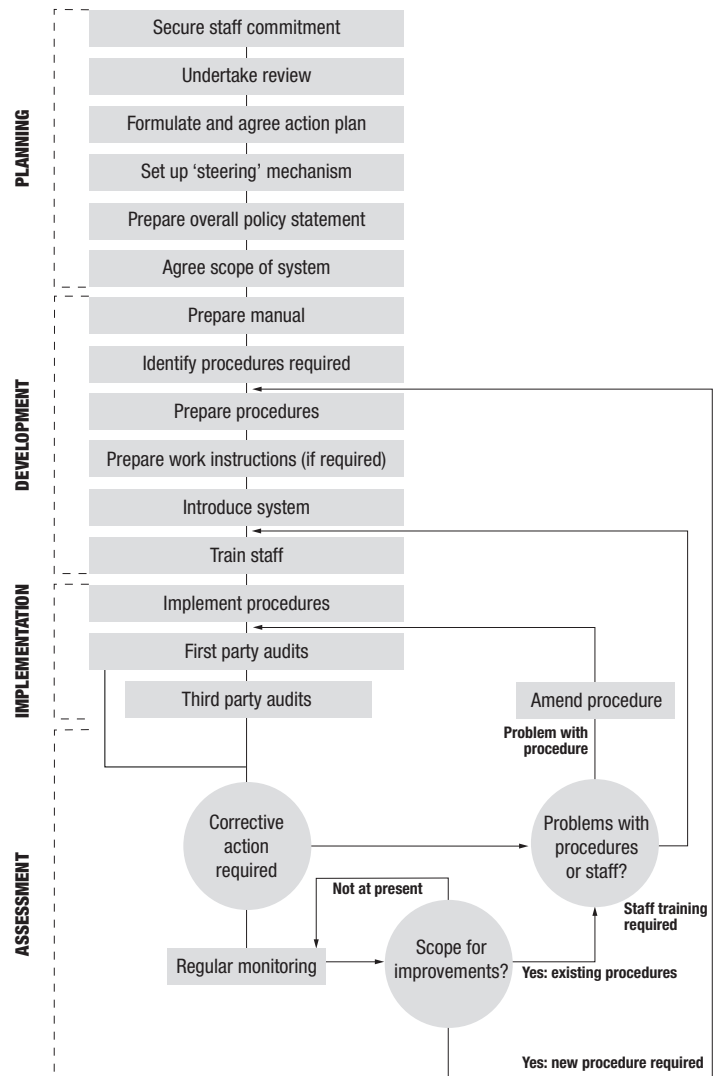 PLANNING
Secure staff commitment
Undertake review
Formulate and agree action plan
Set up ‘steering’ mechanism
Prepare overall policy statement
Agree scope of system
DEVELOPMENT
Prepare manual
Identify procedures required
Prepare procedures
Prepare work instructions (if required)
Introduce system
Train staff
IMPLEMENTATION
Implement procedures
First party audits
Third party audits
Amend procedure
Problem with
procedure
ASSESSMENT
Corrective
action
required
Problems with
procedures
or staff?
Not at present
Staff training
required
Regular monitoring
Scope for
improvements?
Yes: existing procedures
Yes: new procedure required